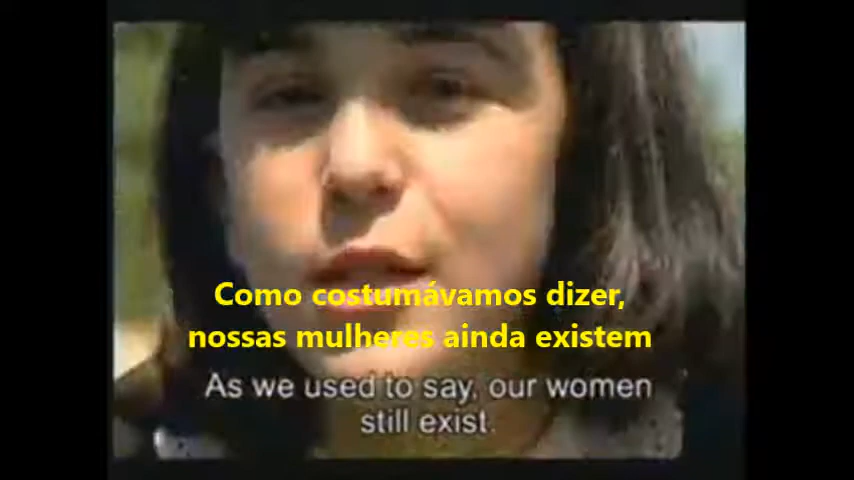 Como costumávamos dizer,
nossas mulheres ainda existem
As we used to say, our women
still exist.